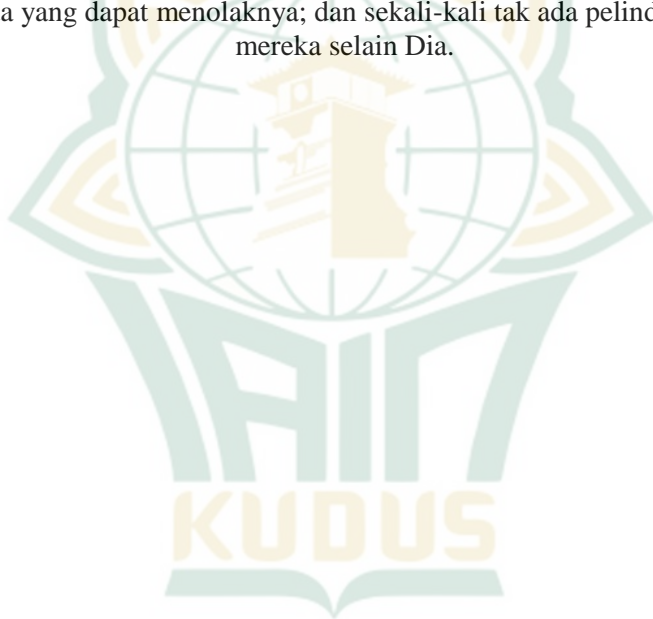 a yang dapat menolaknya; dan sekali-kali tak ada pelind
mereka selain Dia.
IAIN
KUDUS